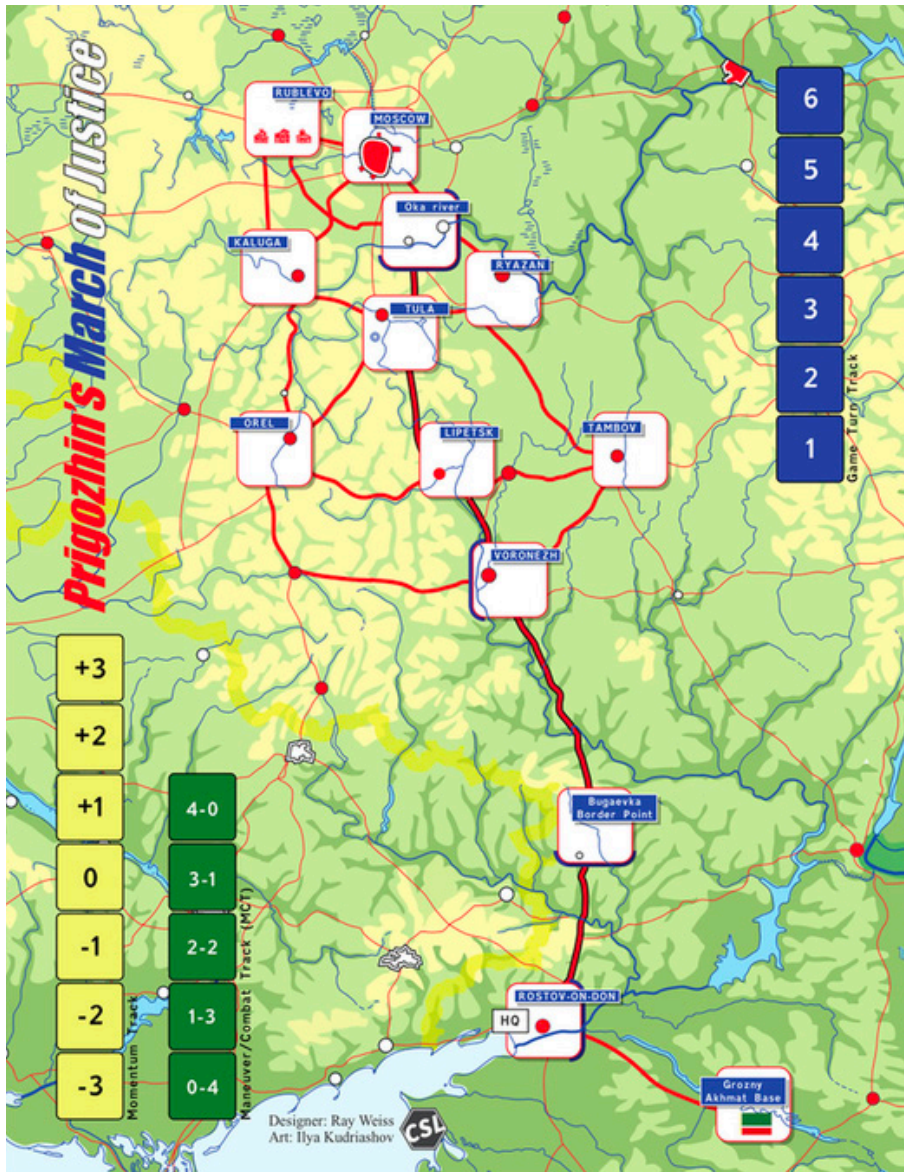 Prigozhin's March of Justice
RUBLEVO
MOSCOW
Oka river
KALUGA
RYAZAN
TULA
OREL
LIPETSK
TAMBOV
VORONEZH
Bugaevka
Border Point
ROSTOV-ON-DON
HQ
Grozny
Akhmat Base
6
5
4
3
2
1
Game Turn Track
+3
+2
+1
0
-1
-2
-3
Momentum Track
4-0
3-1
2-2
1-3
0-4
Maneuver/Combat Track (MCT)
Designer: Ray Weiss
Art: Ilya Kudriashov
CSL